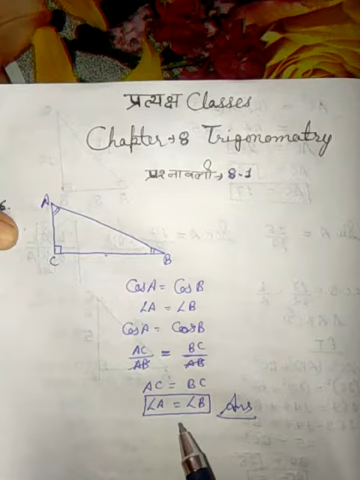 प्रत्यक्ष Classes
Chapter→8 Trigonometry
प्रश्नावली→8.1
A
C
B
CosA = CosB
∠A = ∠B
CosA = CosB
AC/AB = BC/AB
AC = BC
∠A = ∠B Ans